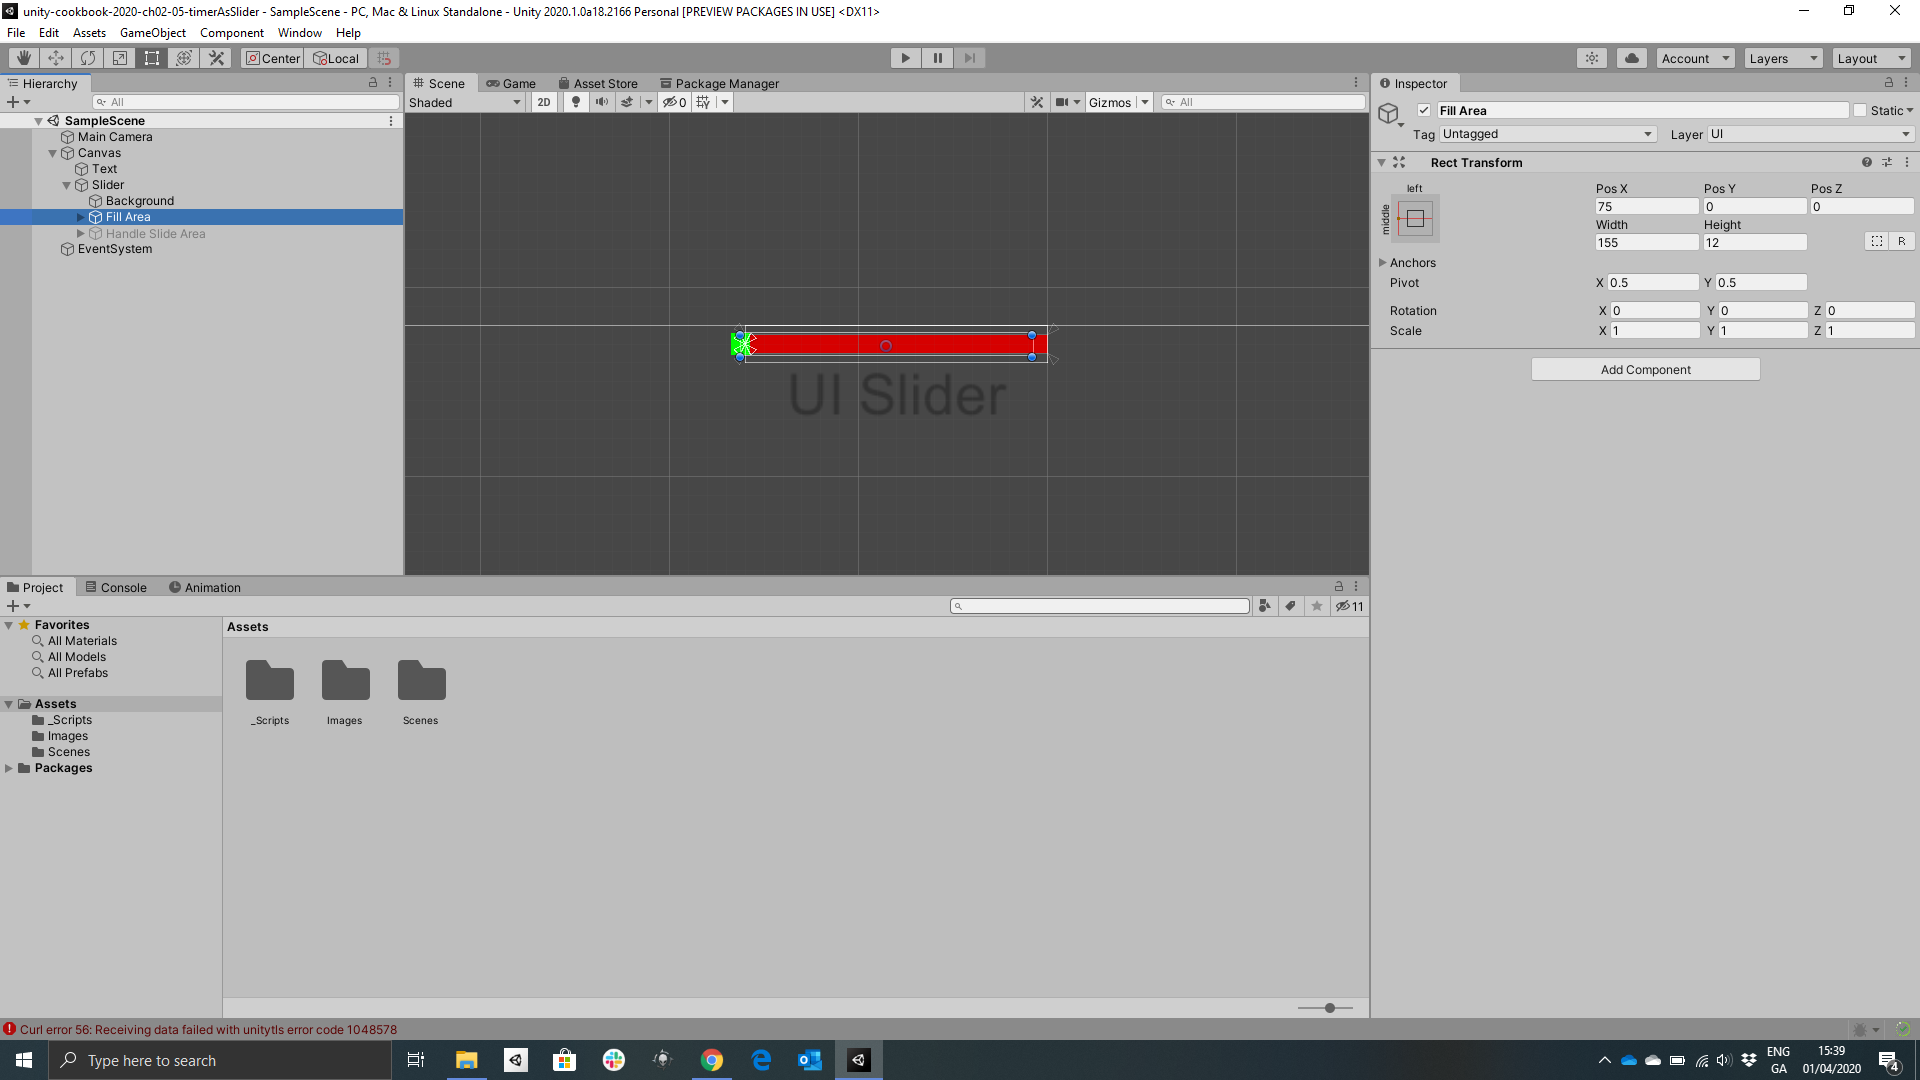 unity-cookbook-2020-ch02-05-timerAsSlider - SampleScene - PC, Mac & Linux Standalone - Unity 2020.1.0a18.2166 Personal [PREVIEW PACKAGES IN USE] <DX11>
File Edit Assets GameObject Component Window Help
Center Local Account Layers Layout
Hierarchy
All
SampleScene
Main Camera
Canvas
Text
Slider
Background
Fill Area
Handle Slide Area
EventSystem
Scene Game Asset Store Package Manager
Shaded 2D 0 Gizmos All
UI Slider
Inspector
Fill Area Static
Tag Untagged Layer UI
Rect Transform
left
middle
Pos X Pos Y Pos Z
75 0 0
Width Height
155 12 R
Anchors
Pivot X 0.5 Y 0.5
Rotation X 0 Y 0 Z 0
Scale X 1 Y 1 Z 1
Add Component
Project Console Animation
11
Favorites
All Materials
All Models
All Prefabs
Assets
_Scripts
Images
Scenes
Packages
Assets
_Scripts Images Scenes
Curl error 56: Receiving data failed with unitytls error code 1048578
Type here to search
ENG
GA
15:39
01/04/2020
4